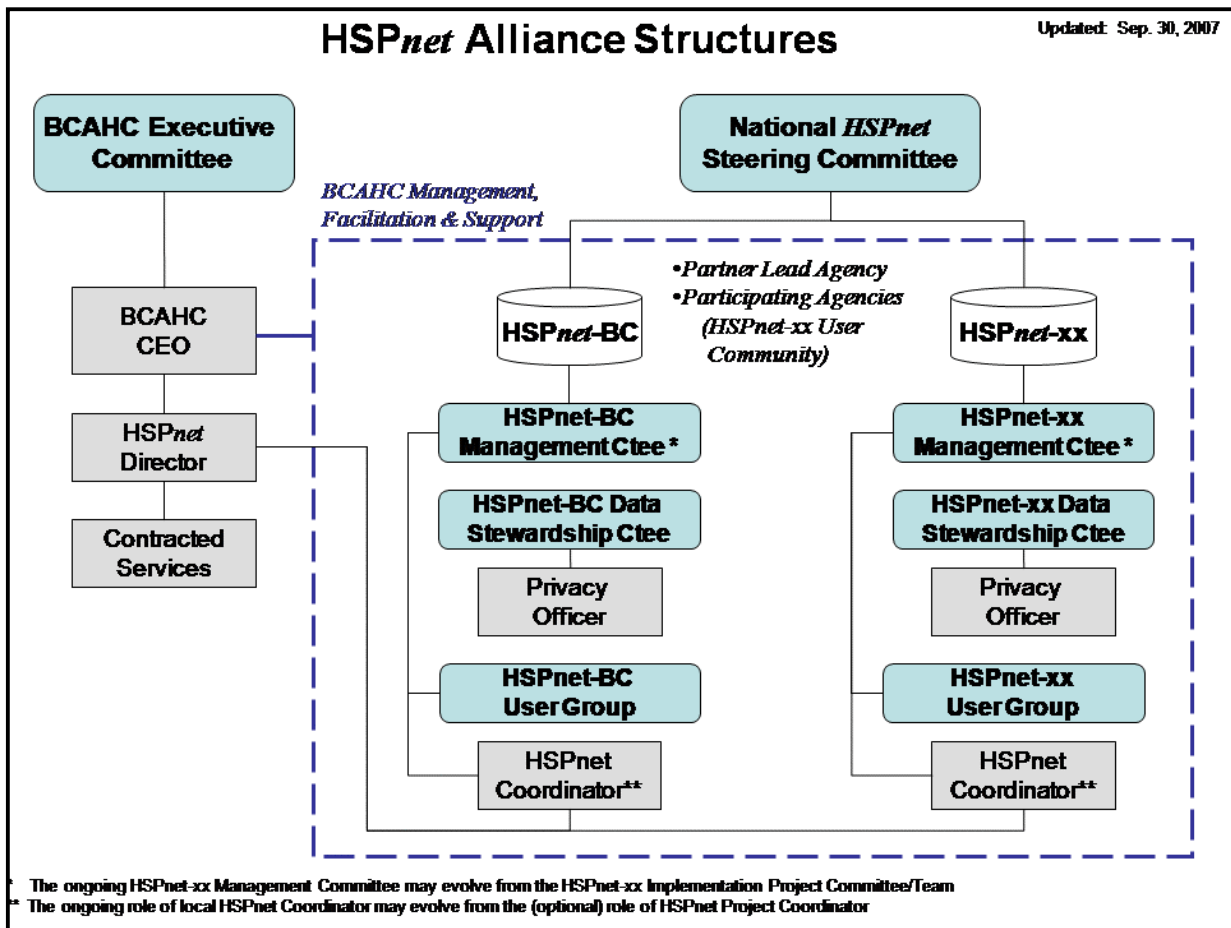 HSPnet Alliance Structures
Updated: Sep. 30, 2007
BCAHC Executive
Committee
National HSPnet
Steering Committee
BCAHC Management,
Facilitation & Support
•Partner Lead Agency
•Participating Agencies
(HSPnet-xx User
Community)
BCAHC
CEO
HSPnet
Director
Contracted
Services
HSPnet-BC
HSPnet-BC
Management Ctee *
HSPnet-BC Data
Stewardship Ctee
Privacy
Officer
HSPnet-BC
User Group
HSPnet
Coordinator**
HSPnet-xx
HSPnet-xx
Management Ctee *
HSPnet-xx Data
Stewardship Ctee
Privacy
Officer
HSPnet-xx
User Group
HSPnet
Coordinator**
* The ongoing HSPnet-xx Management Committee may evolve from the HSPnet-xx Implementation Project Committee/Team
** The ongoing role of local HSPnet Coordinator may evolve from the (optional) role of HSPnet Project Coordinator